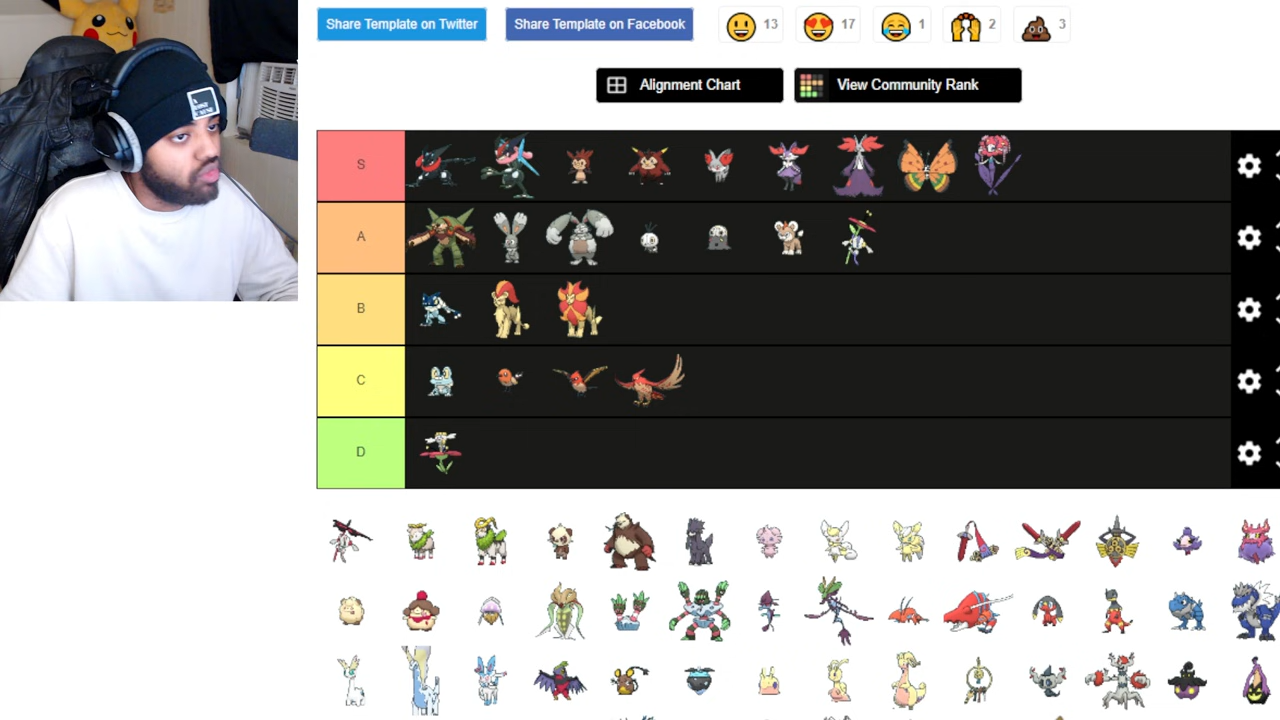 Share Template on Twitter
Share Template on Facebook
13
17
1
2
3
Alignment Chart
View Community Rank
S
A
B
C
D